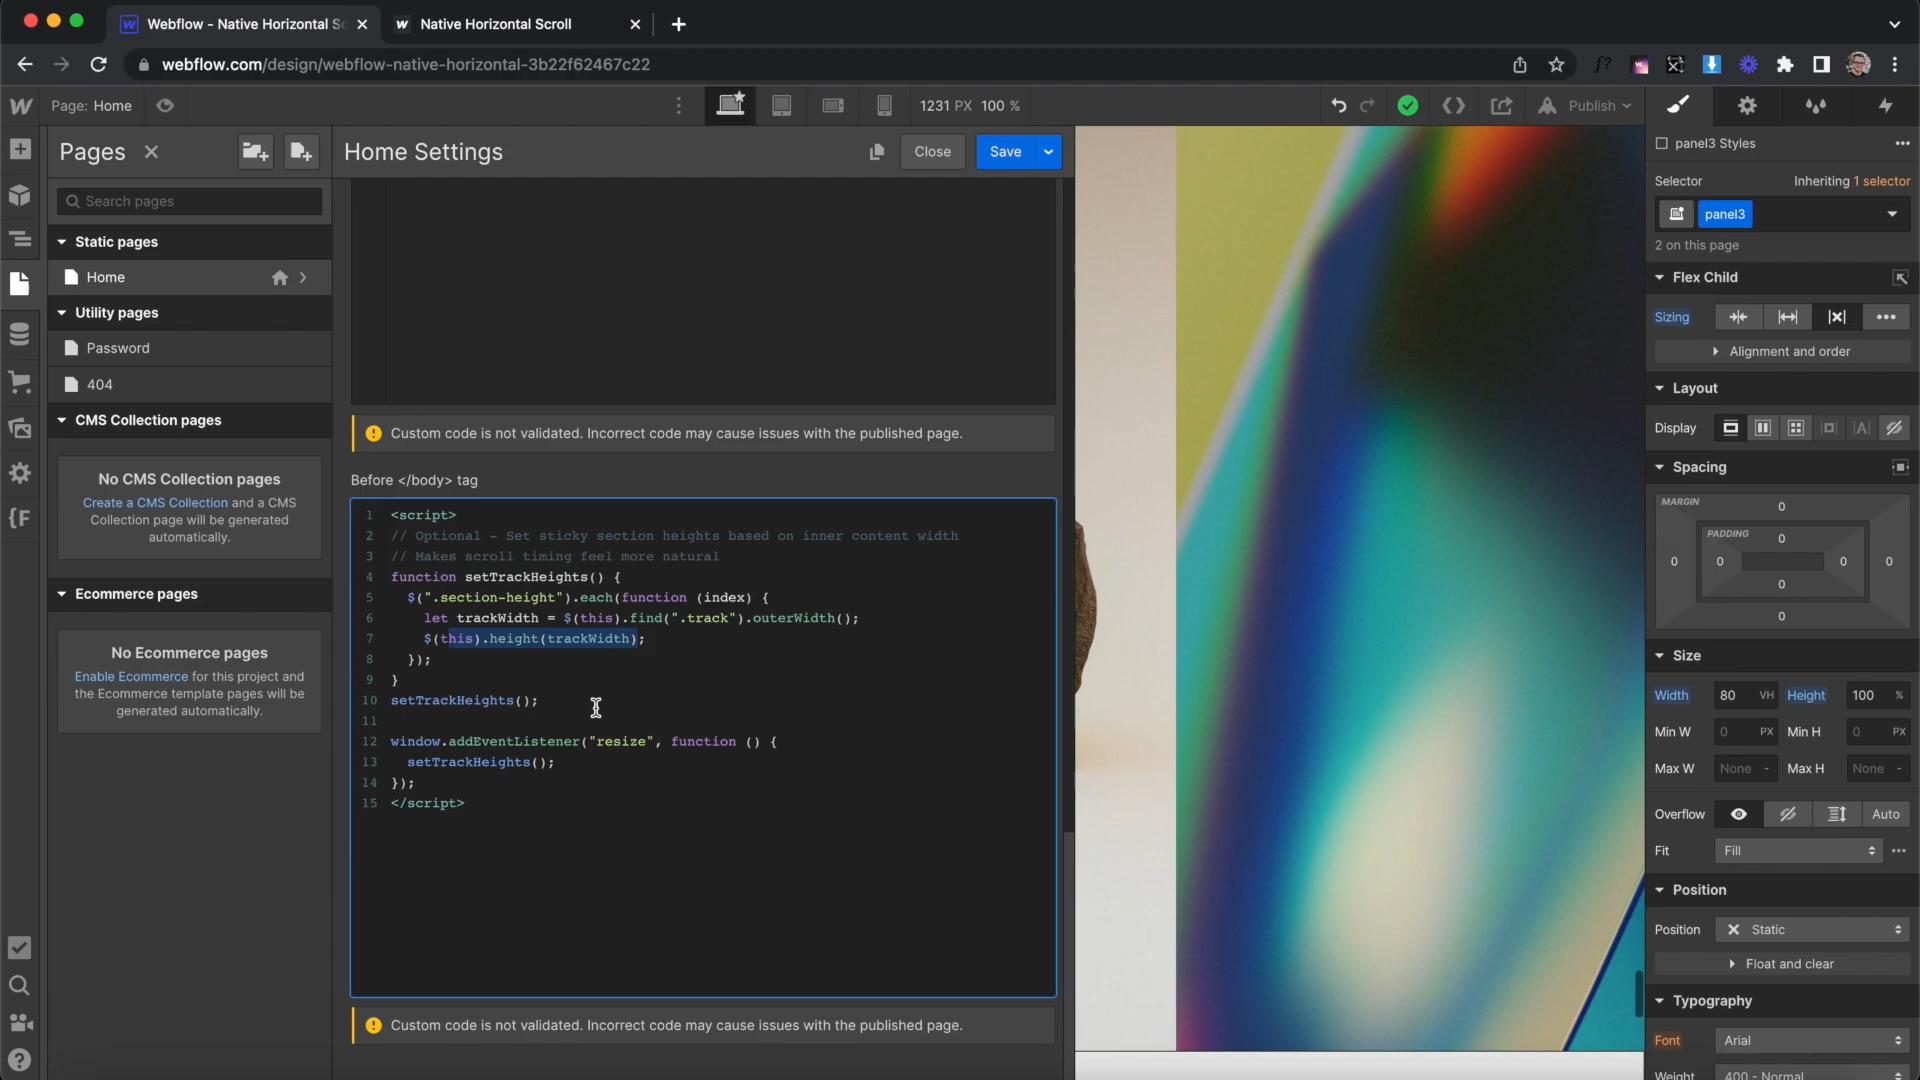 Webflow - Native Horizontal Sc
Native Horizontal Scroll
webflow.com/design/webflow-native-horizontal-3b22f62467c22
Page: Home
1231 PX 100 %
Publish
Pages
Home Settings
Close
Save
Search pages
Static pages
Home
Utility pages
Password
404
CMS Collection pages
No CMS Collection pages
Create a CMS Collection and a CMS
Collection page will be generated
automatically.
Ecommerce pages
No Ecommerce pages
Enable Ecommerce for this project and
the Ecommerce template pages will be
generated automatically.
Custom code is not validated. Incorrect code may cause issues with the published page.
Before </body> tag
1 <script>
2 // Optional - Set sticky section heights based on inner content width
3 // Makes scroll timing feel more natural
4 function setTrackHeights() {
5 $(".section-height").each(function (index) {
6 let trackWidth = $(this).find(".track").outerWidth();
7 $(this).height(trackWidth);
8 });
9 }
10 setTrackHeights();
11
12 window.addEventListener("resize", function () {
13 setTrackHeights();
14 });
15 </script>
Custom code is not validated. Incorrect code may cause issues with the published page.
panel3 Styles
Selector
Inheriting 1 selector
panel3
2 on this page
Flex Child
Sizing
Alignment and order
Layout
Display
Spacing
MARGIN
0
PADDING
0
0 0 0 0
0
0
Size
Width 80 VH Height 100 %
Min W 0 PX Min H 0 PX
Max W None - Max H None -
Overflow Auto
Fit Fill
Position
Position Static
Float and clear
Typography
Font Arial
Weight 400 - Normal